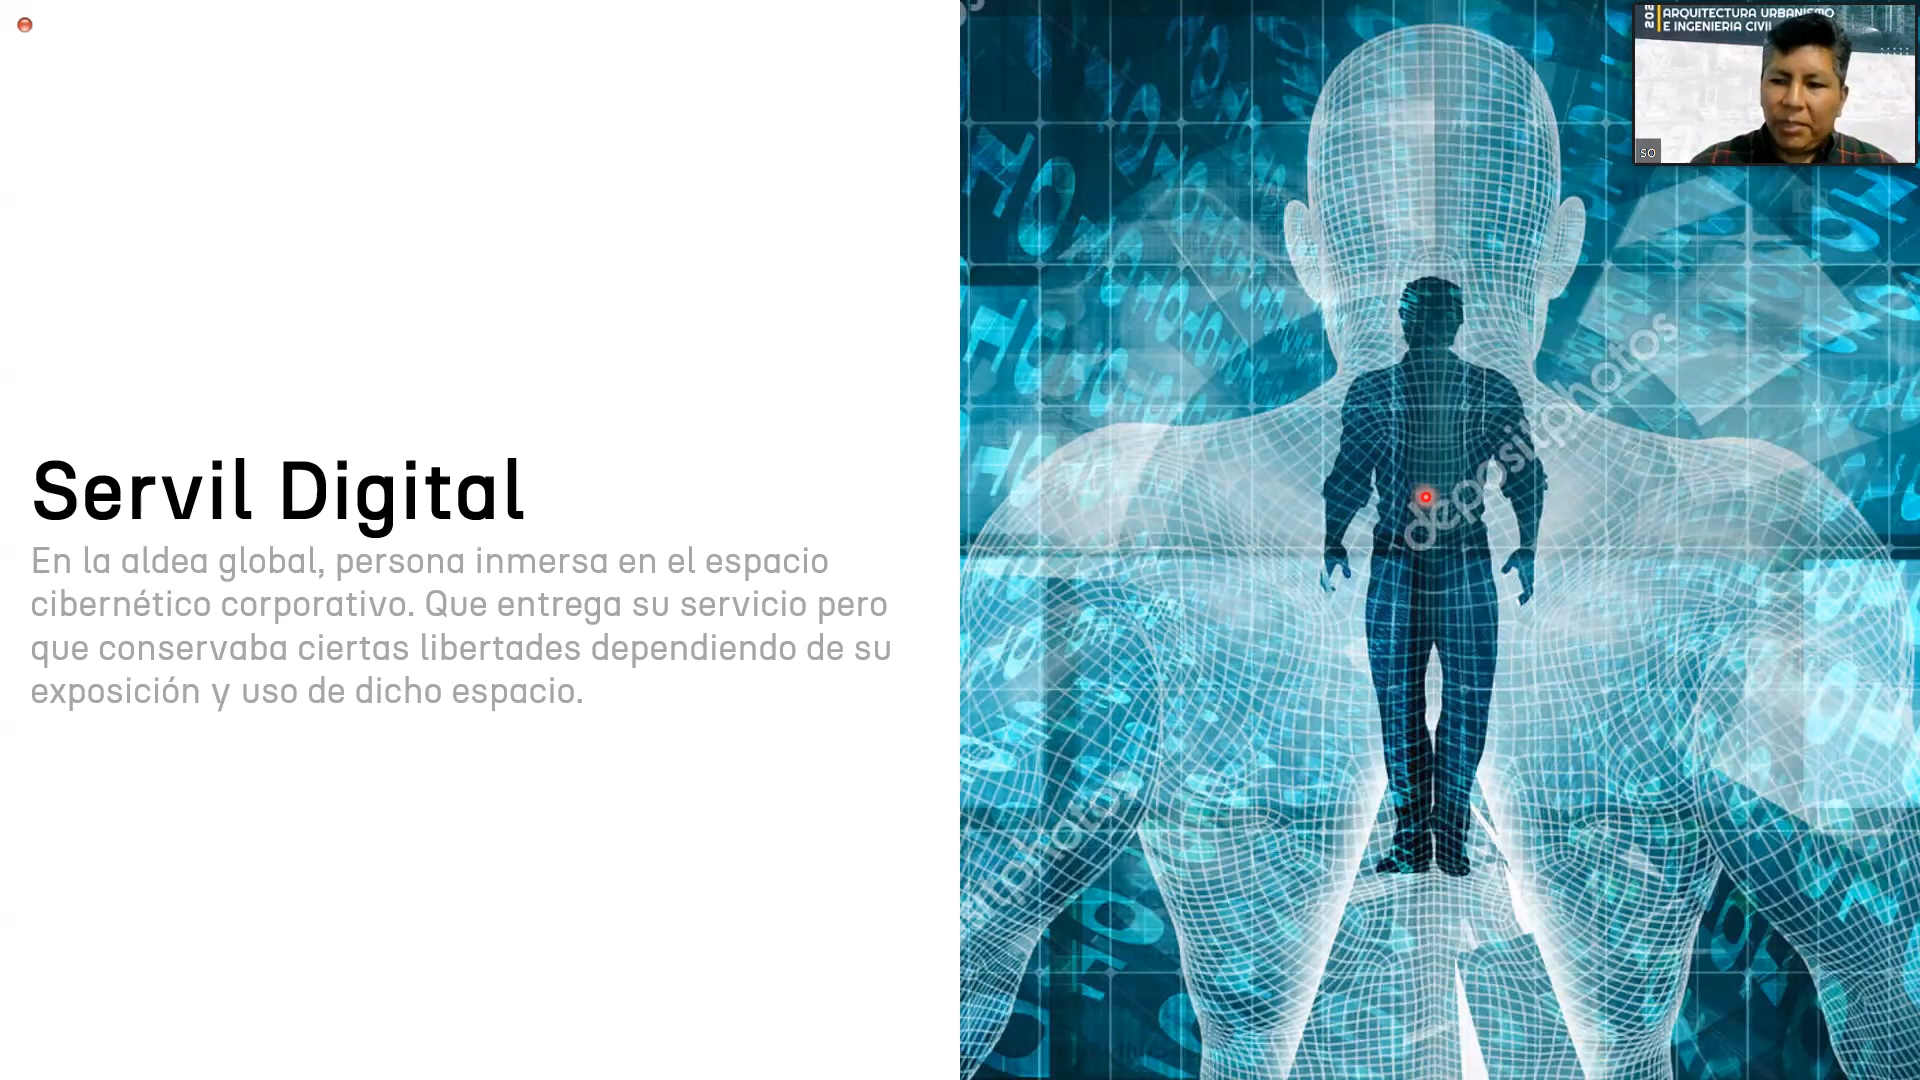 Servil Digital
En la aldea global, persona inmersa en el espacio
cibernético corporativo. Que entrega su servicio pero
que conservaba ciertas libertades dependiendo de su
exposición y uso de dicho espacio.
ARQUITECTURA URBANISMO
E INGENIERIA CIVIL
SO
depositphotos